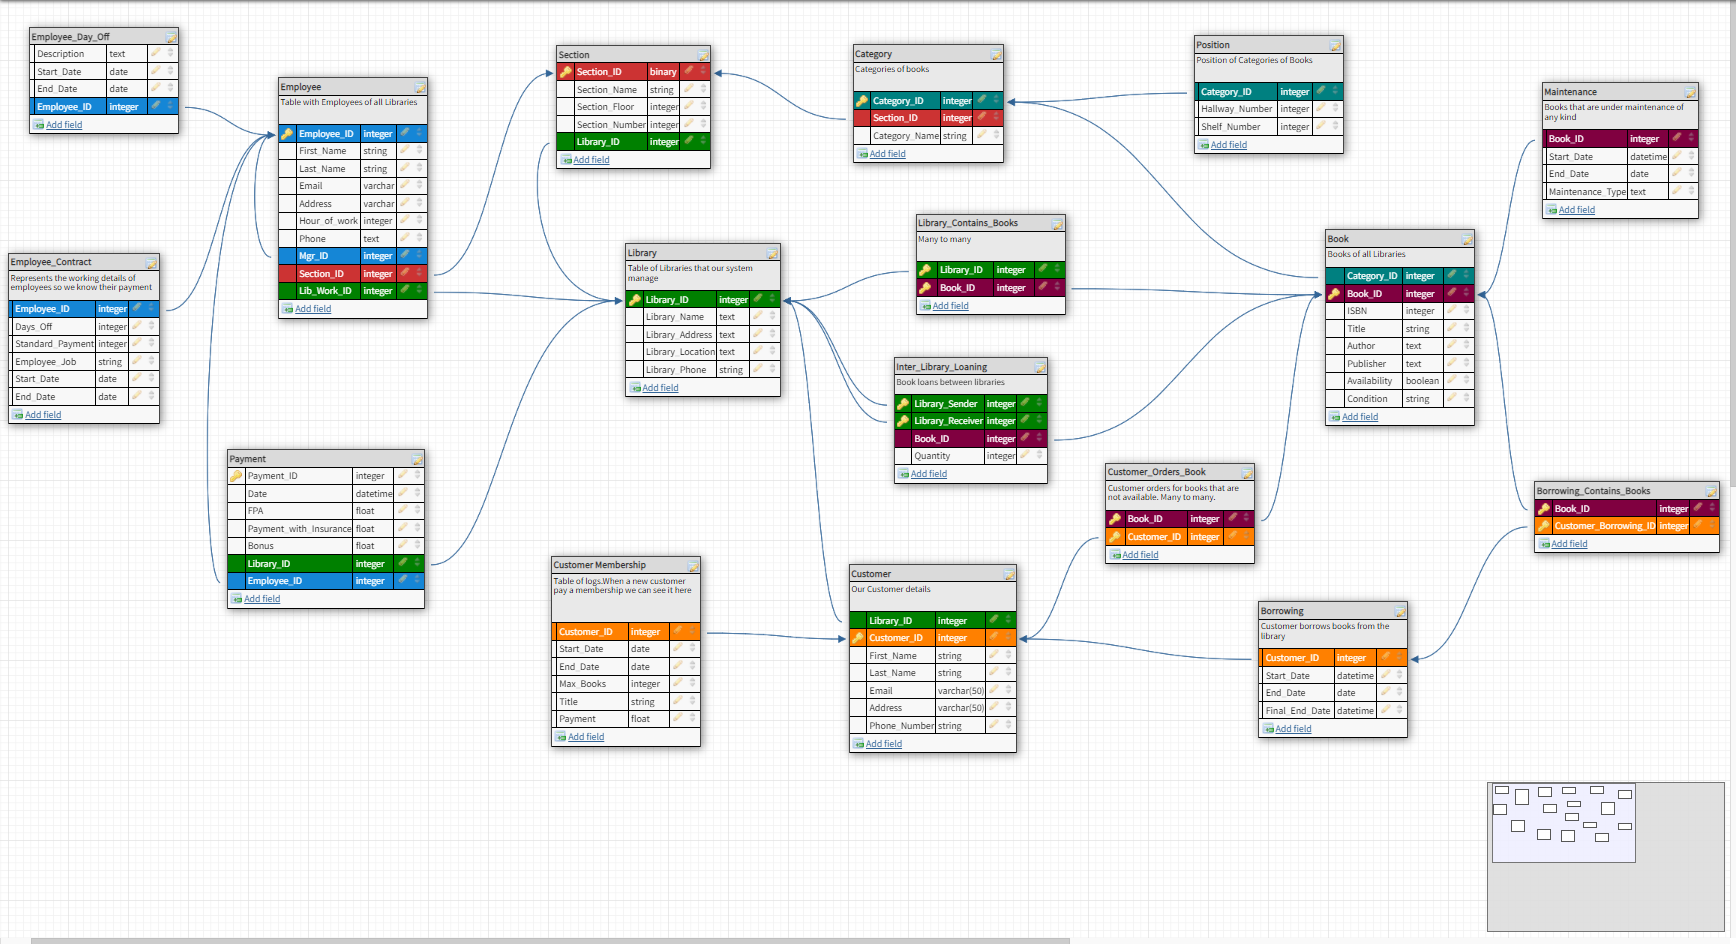 Employee_Day_Off
Description text
Start_Date date
End_Date date
Employee_ID integer
Add field
Employee
Table with Employees of all Libraries
Employee_ID integer
First_Name string
Last_Name string
Email varchar
Address varchar
Hour_of_work integer
Phone text
Mgr_ID integer
Section_ID integer
Lib_Work_ID integer
Add field
Section
Section_ID binary
Section_Name string
Section_Floor integer
Section_Number integer
Library_ID integer
Add field
Category
Categories of books
Category_ID integer
Section_ID integer
Category_Name string
Add field
Position
Position of Categories of Books
Category_ID integer
Hallway_Number integer
Shelf_Number integer
Add field
Maintenance
Books that are under maintenance of
any kind
Book_ID integer
Start_Date datetime
End_Date date
Maintenance_Type text
Add field
Employee_Contract
Represents the working details of
employees so we know their payment
Employee_ID integer
Days_Off integer
Standard_Payment integer
Employee_Job string
Start_Date date
End_Date date
Add field
Library
Table of Libraries that our system
manage
Library_ID integer
Library_Name text
Library_Address text
Library_Location text
Library_Phone string
Add field
Library_Contains_Books
Many to many
Library_ID integer
Book_ID integer
Add field
Book
Books of all Libraries
Category_ID integer
Book_ID integer
ISBN integer
Title string
Author text
Publisher text
Availability boolean
Condition string
Add field
Inter_Library_Loaning
Book loans between libraries
Library_Sender integer
Library_Receiver integer
Book_ID integer
Quantity integer
Add field
Payment
Payment_ID integer
Date datetime
FPA float
Payment_with_Insurance float
Bonus float
Library_ID integer
Employee_ID integer
Add field
Customer_Orders_Book
Customer orders for books that are
not available. Many to many.
Book_ID integer
Customer_ID integer
Add field
Borrowing_Contains_Books
Book_ID integer
Customer_Borrowing_ID integer
Add field
Customer Membership
Table of logs.When a new customer
pay a membership we can see it here
Customer_ID integer
Start_Date date
End_Date date
Max_Books integer
Title string
Payment float
Add field
Customer
Our Customer details
Library_ID integer
Customer_ID integer
First_Name string
Last_Name string
Email varchar(50)
Address varchar(50)
Phone_Number string
Add field
Borrowing
Customer borrows books from the
library
Customer_ID integer
Start_Date datetime
End_Date date
Final_End_Date datetime
Add field